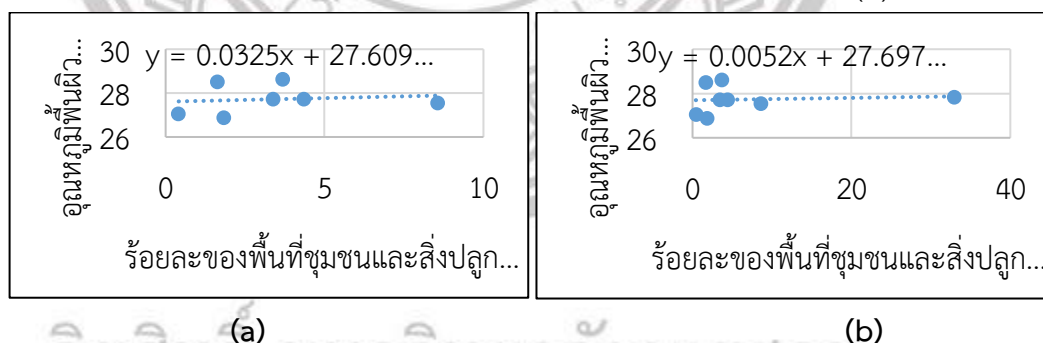 อุณหภูมิพื้นผิว...
30
28
26
y = 0.0325x + 27.609...
0 5 10
ร้อยละของพื้นที่ชุมชนและสิ่งปลูก...
(a)
อุณหภูมิพื้นผิว...
30
28
26
y = 0.0052x + 27.697...
0 20 40
ร้อยละของพื้นที่ชุมชนและสิ่งปลูก...
(b)